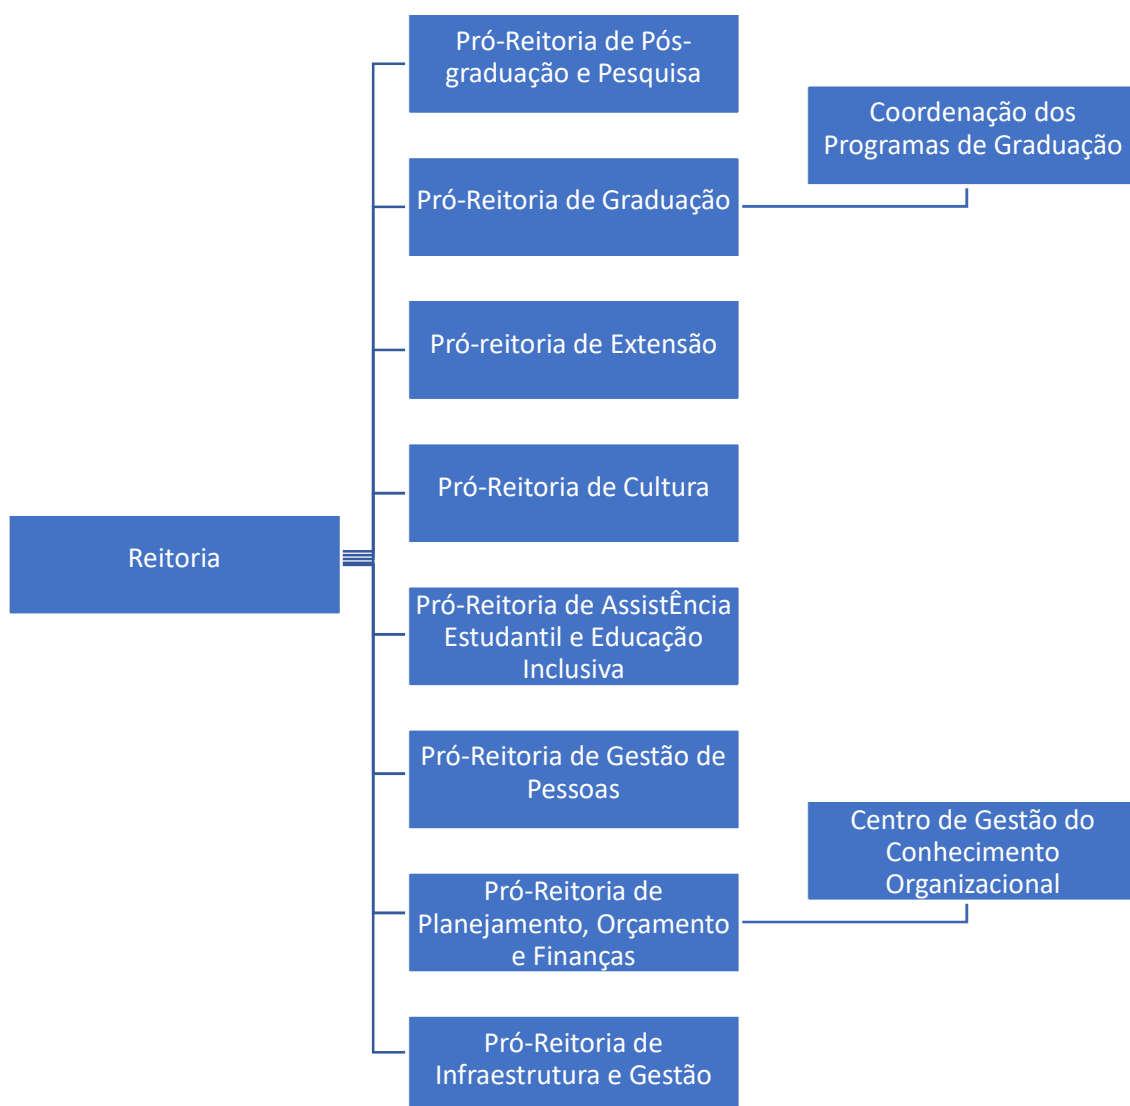 Pró-Reitoria de Pós-
graduação e Pesquisa
Coordenação dos
Programas de Graduação
Pró-Reitoria de Graduação
Pró-reitoria de Extensão
Pró-Reitoria de Cultura
Reitoria
Pró-Reitoria de AssistÊncia
Estudantil e Educação
Inclusiva
Pró-Reitoria de Gestão de
Pessoas
Centro de Gestão do
Conhecimento
Organizacional
Pró-Reitoria de
Planejamento, Orçamento
e Finanças
Pró-Reitoria de
Infraestrutura e Gestão